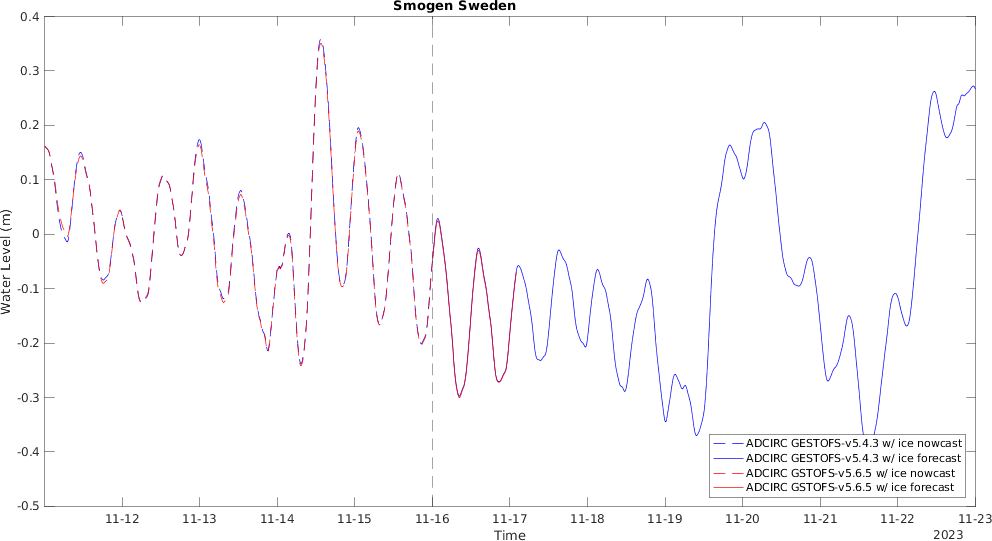 Smogen Sweden
Water Level (m)
0.4
0.3
0.2
0.1
0
-0.1
-0.2
-0.3
-0.4
-0.5
ADCIRC GESTOFS-v5.4.3 w/ ice nowcast
ADCIRC GESTOFS-v5.4.3 w/ ice forecast
ADCIRC GSTOFS-v5.6.5 w/ ice nowcast
ADCIRC GSTOFS-v5.6.5 w/ ice forecast
11-12 11-13 11-14 11-15 11-16 11-17 11-18 11-19 11-20 11-21 11-22 11-23
Time
2023